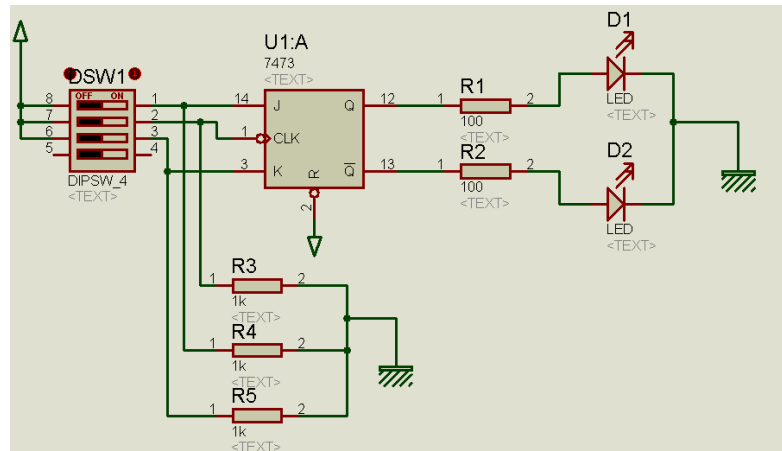 D1
U1:A
7473
<TEXT>
DSW1
OFF ON
8 1 14 J Q 12 1 R1 2
7 2
6 3 1 CLK
5 4
100
<TEXT>
LED
<TEXT>
3 K R Q 13 1 R2 2
100
<TEXT>
D2
LED
<TEXT>
DIPSW_4
<TEXT>
2
R3
1 2
1k
<TEXT>
R4
1 2
1k
<TEXT>
R5
1 2
1k
<TEXT>